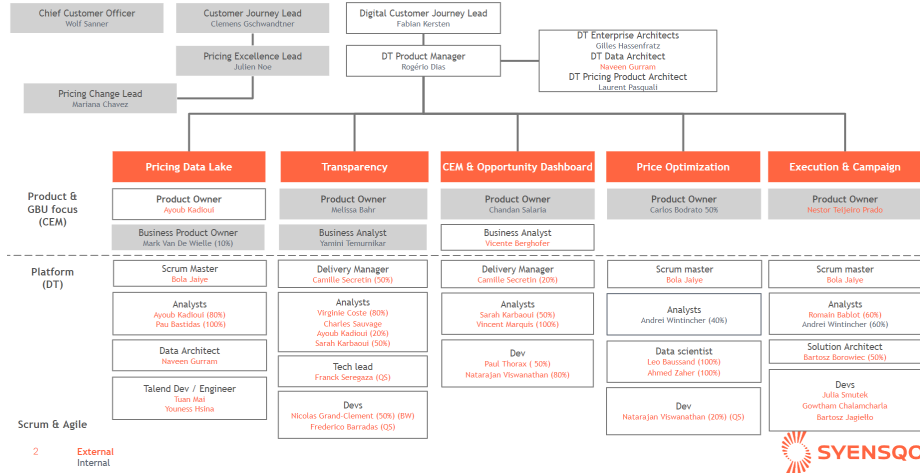 Chief Customer Officer
Wolf Sanner
Customer Journey Lead
Clemens Gschwandtner
Digital Customer Journey Lead
Fabian Kersten
Pricing Excellence Lead
Julien Noe
DT Product Manager
Rogério Dias
DT Enterprise Architects
Gilles Hassenfratz
DT Data Architect
Naveen Gurram
DT Pricing Product Architect
Laurent Pasquali
Pricing Change Lead
Mariana Chavez
Pricing Data Lake
Transparency
CEM & Opportunity Dashboard
Price Optimization
Execution & Campaign
Product &
GBU focus
(CEM)
Product Owner
Ayoub Kadioui
Product Owner
Melissa Bahr
Product Owner
Chandan Salaria
Product Owner
Carlos Bodrato 50%
Product Owner
Nestor Teijeiro Prado
Business Product Owner
Mark Van De Wielle (10%)
Business Analyst
Yamini Temurnikar
Business Analyst
Vicente Berghofer
Platform
(DT)
Scrum Master
Bola Jaiye
Analysts
Ayoub Kadioui (80%)
Pau Bastidas (100%)
Data Architect
Naveen Gurram
Talend Dev / Engineer
Tuan Mai
Youness Hsina
Delivery Manager
Camille Secretin (50%)
Analysts
Virginie Coste (80%)
Charles Sauvage
Ayoub Kadioui (20%)
Sarah Karbaoui (50%)
Tech lead
Franck Seregaza (QS)
Devs
Nicolas Grand-Clement (50%) (BW)
Frederico Barradas (QS)
Delivery Manager
Camille Secretin (20%)
Analysts
Sarah Karbaoui (50%)
Vincent Marquis (100%)
Dev
Paul Thorax ( 50%)
Natarajan Viswanathan (80%)
Scrum master
Bola Jaiye
Analysts
Andrei Wintincher (40%)
Data scientist
Leo Baussand (100%)
Ahmed Zaher (100%)
Dev
Natarajan Viswanathan (20%) (QS)
Scrum master
Bola Jaiye
Analysts
Romain Bablot (60%)
Andrei Wintincher (60%)
Solution Architect
Bartosz Borowiec (50%)
Devs
Julia Smutek
Gowtham Chalamcharla
Bartosz Jagiello
Scrum & Agile
2
External
Internal
SYENSQO